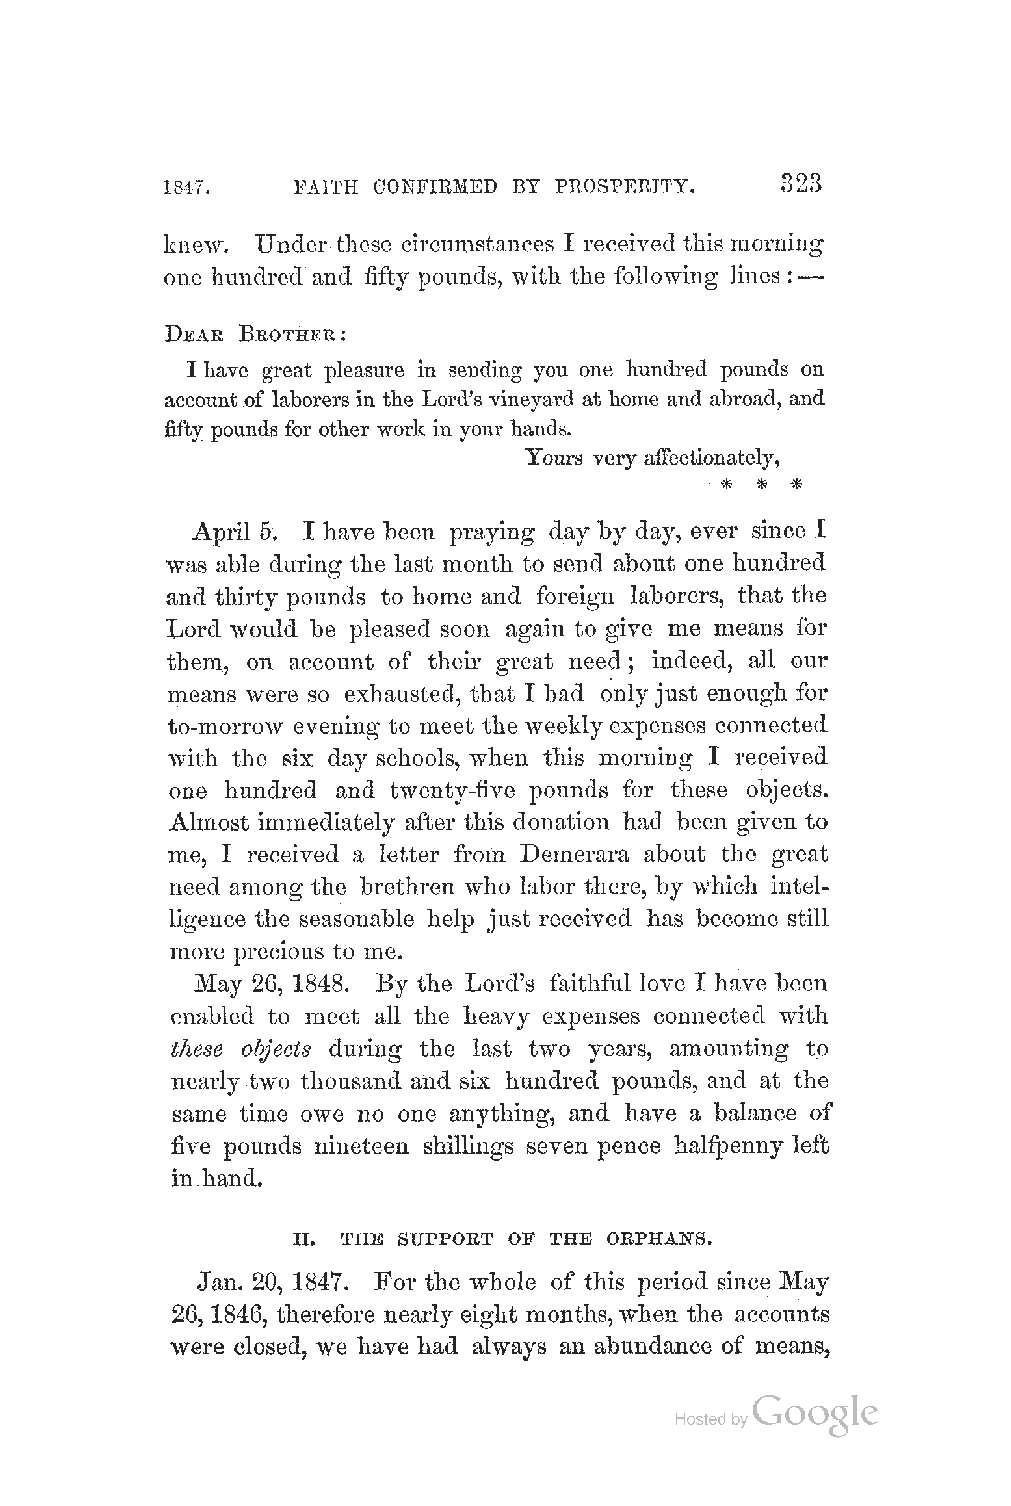 1847. FAITH CONFIRMED BY PROSPERITY. 323
knew. Under these circumstances I received this morning
one hundred and fifty pounds, with the following lines:—
DEAR BROTHER:
I have great pleasure in sending you one hundred pounds on
account of laborers in the Lord's vineyard at home and abroad, and
fifty pounds for other work in your hands.
Yours very affectionately,
* * *
April 5. I have been praying day by day, ever since I
was able during the last month to send about one hundred
and thirty pounds to home and foreign laborers, that the
Lord would be pleased soon again to give me means for
them, on account of their great need; indeed, all our
means were so exhausted, that I had only just enough for
to-morrow evening to meet the weekly expenses connected
with the six day schools, when this morning I received
one hundred and twenty-five pounds for these objects.
Almost immediately after this donation had been given to
me, I received a letter from Demerara about the great
need among the brethren who labor there, by which intel-
ligence the seasonable help just received has become still
more precious to me.
May 26, 1848. By the Lord's faithful love I have been
enabled to meet all the heavy expenses connected with
these objects during the last two years, amounting to
nearly two thousand and six hundred pounds, and at the
same time owe no one anything, and have a balance of
five pounds nineteen shillings seven pence halfpenny left
in hand.
II. THE SUPPORT OF THE ORPHANS.
Jan. 20, 1847. For the whole of this period since May
26, 1846, therefore nearly eight months, when the accounts
were closed, we have had always an abundance of means,
Hosted by Google